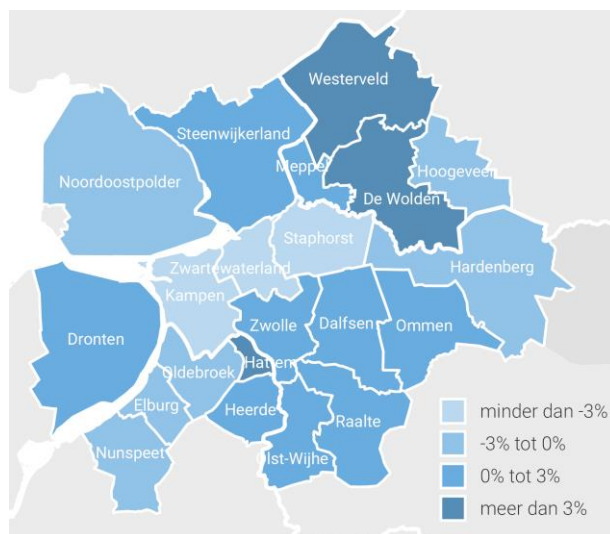 Westerveld
Steenwijkerland
Meppel
Hoogeveen
Noordoostpolder
De Wolden
Staphorst
Zwartewaterland
Hardenberg
Kampen
Zwolle
Dalfsen
Ommen
Dronten
Hattem
Oldebroek
Elburg
Heerde
Raalte
Nunspeet
Olst-Wijhe
minder dan -3%
-3% tot 0%
0% tot 3%
meer dan 3%